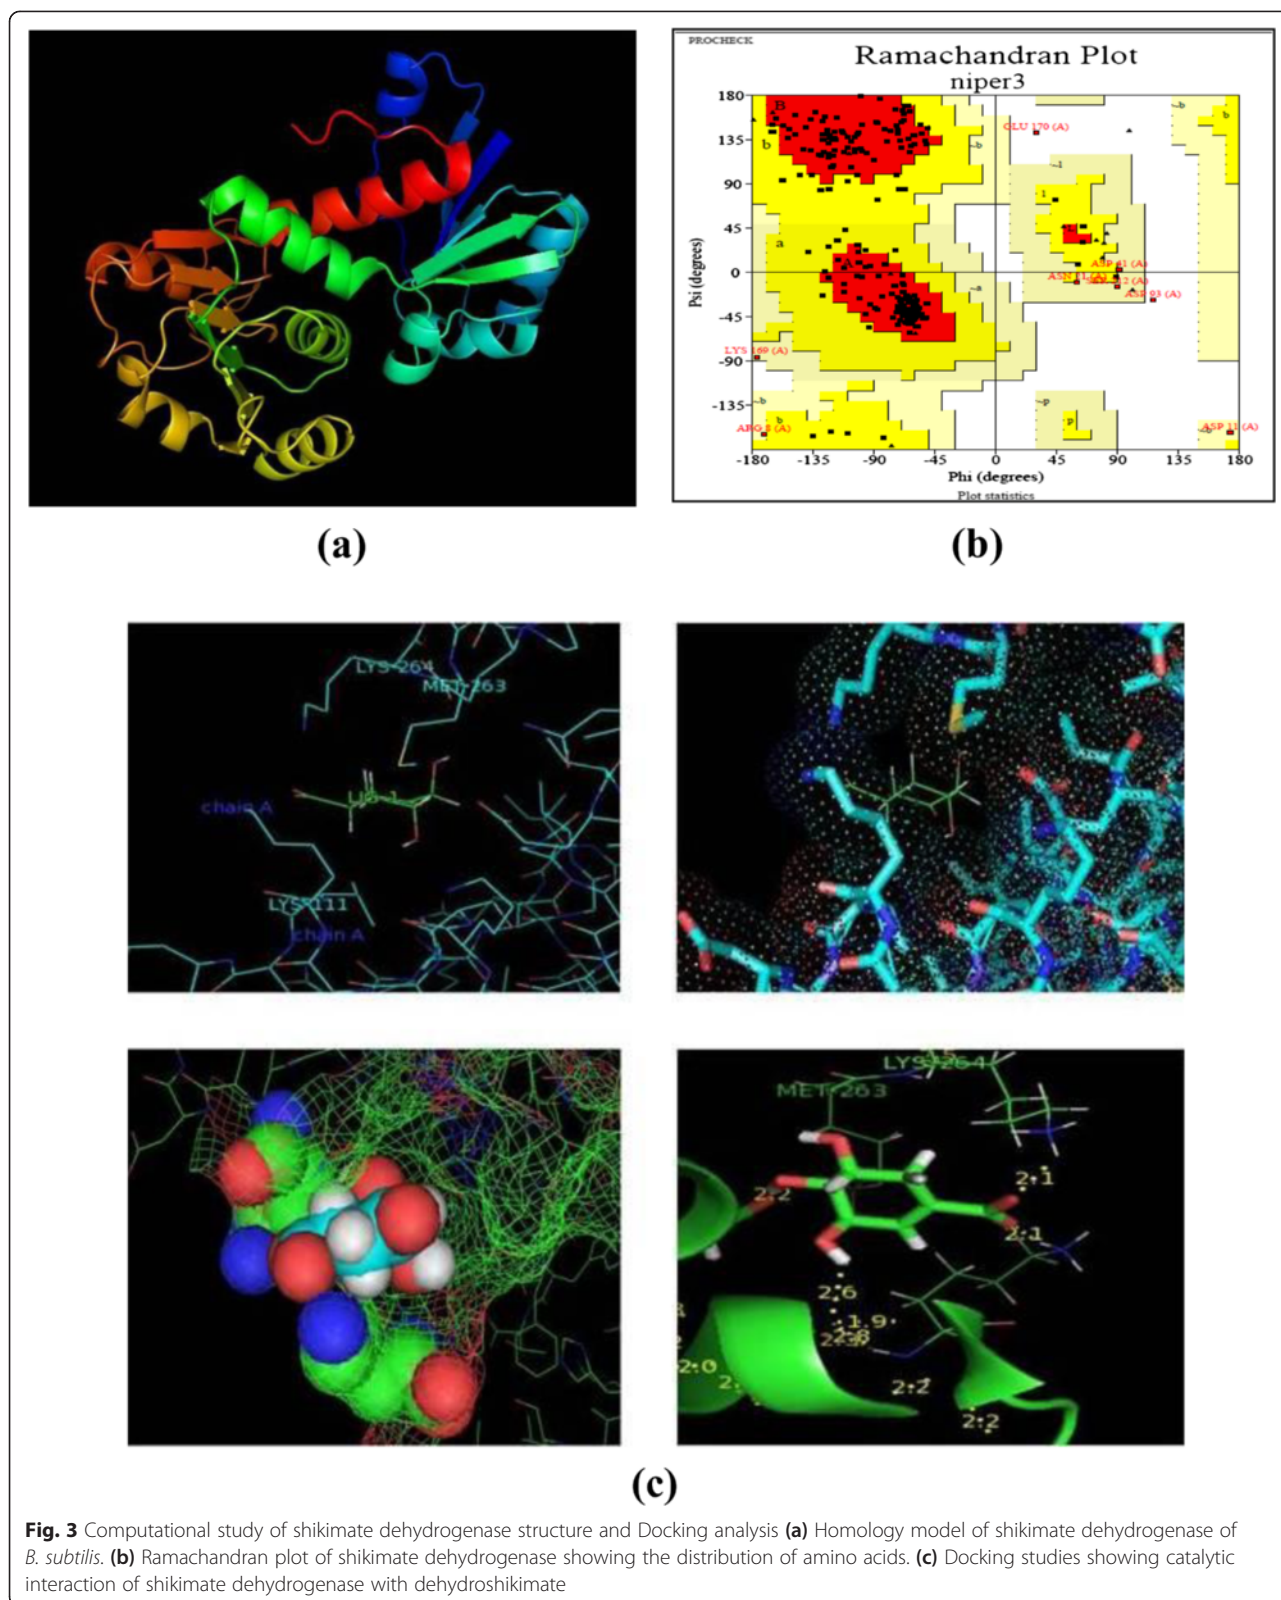 PROCHECK
Ramachandran Plot
niper3
B
b
b
~b
b
a
~a
A
~l
l
L
~b
b
b
~p
p
~b
GLU 170 (A)
ASP 41 (A)
ASP 93 (A)
LYS 169 (A)
ARG 8 (A)
ASP 11 (A)
180
135
90
45
0
-45
-90
-135
Psi (degrees)
-180 -135 -90 -45 0 45 90 135 180
Phi (degrees)
Plot statistics
(a)
(b)
LYS-264
MET-263
chain A
LYS-111
chain A
LYS-264
MET-263
2.2
2.1
2.1
2.6
1.9
2.8
2.0
2.
2.2
2.2
(c)
Fig. 3 Computational study of shikimate dehydrogenase structure and Docking analysis (a) Homology model of shikimate dehydrogenase of
B. subtilis. (b) Ramachandran plot of shikimate dehydrogenase showing the distribution of amino acids. (c) Docking studies showing catalytic
interaction of shikimate dehydrogenase with dehydroshikimate